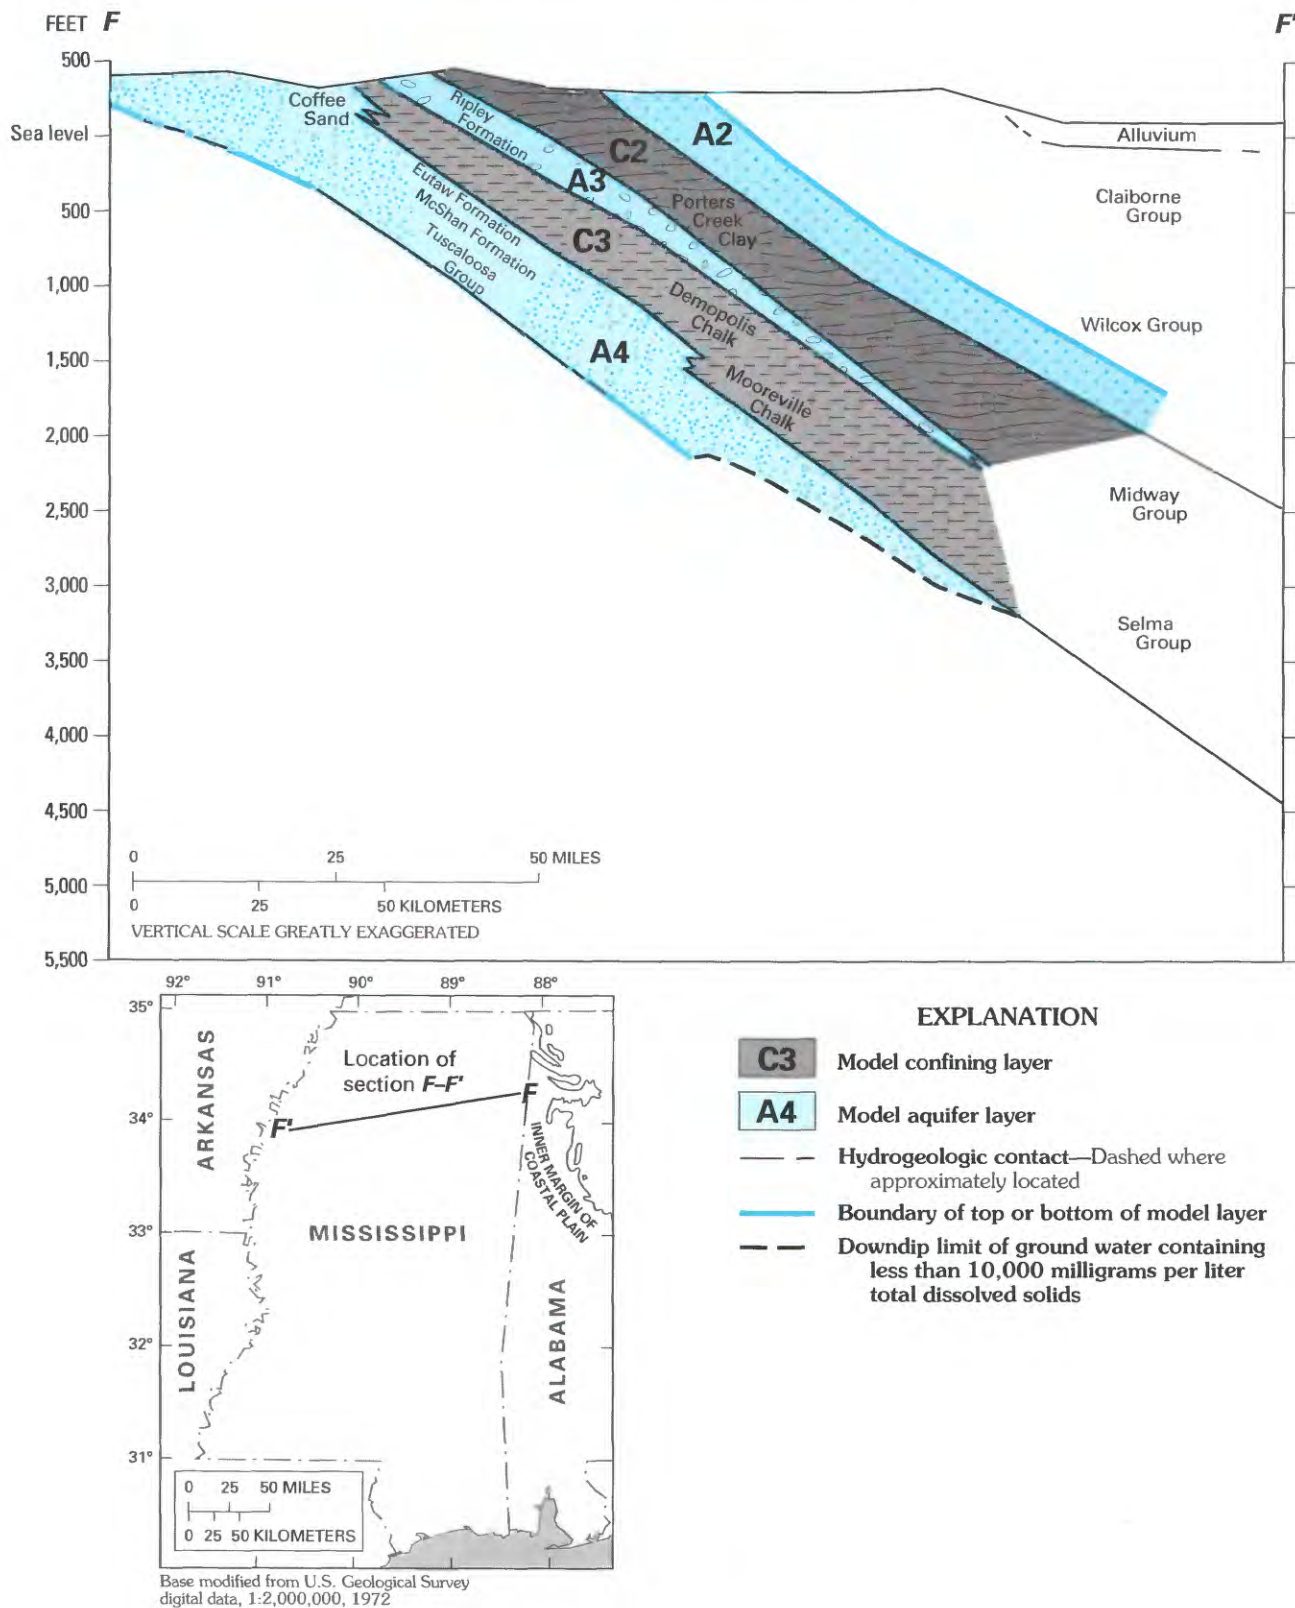 FEET F
F'
500
Sea level
500
1,000
1,500
2,000
2,500
3,000
3,500
4,000
4,500
5,000
5,500
Coffee
Sand
Ripley
Formation
A2
C2
A3
Porters
Creek
Clay
Alluvium
Claiborne
Group
Eutaw Formation
McShan Formation
Tuscaloosa
Group
C3
Demopolis
Chalk
Wilcox Group
A4
Mooreville
Chalk
Midway
Group
Selma
Group
0 25 50 MILES
0 25 50 KILOMETERS
VERTICAL SCALE GREATLY EXAGGERATED
92° 91° 90° 89° 88°
35°
34°
33°
32°
31°
ARKANSAS
Location of
section F–F'
F
F'
INNER MARGIN OF
COASTAL PLAIN
MISSISSIPPI
LOUISIANA
ALABAMA
0 25 50 MILES
0 25 50 KILOMETERS
Base modified from U.S. Geological Survey
digital data, 1:2,000,000, 1972
EXPLANATION
C3 Model confining layer
A4 Model aquifer layer
Hydrogeologic contact—Dashed where
approximately located
Boundary of top or bottom of model layer
Downdip limit of ground water containing
less than 10,000 milligrams per liter
total dissolved solids